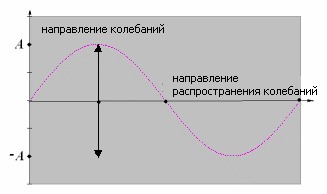 направление колебаний
A
направление
распространения колебаний
-A